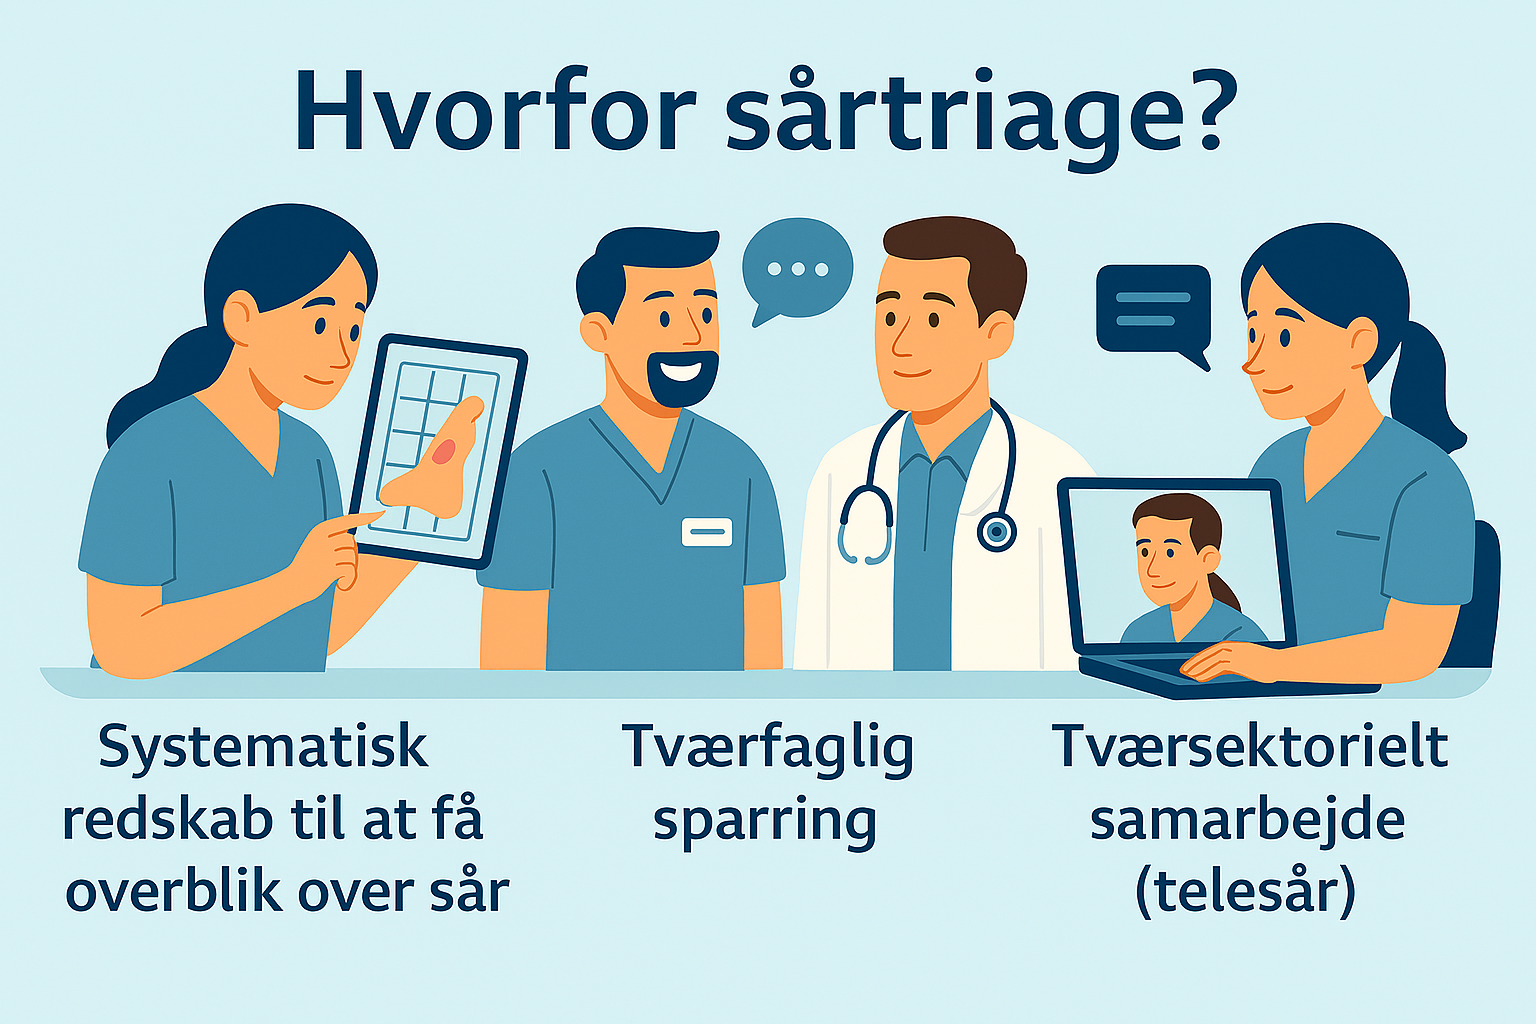 Hvorfor sårtriage?
Systematisk
redskab til at få
overblik over sår
Tværfaglig
sparring
Tværsektorielt
samarbejde
(telesår)